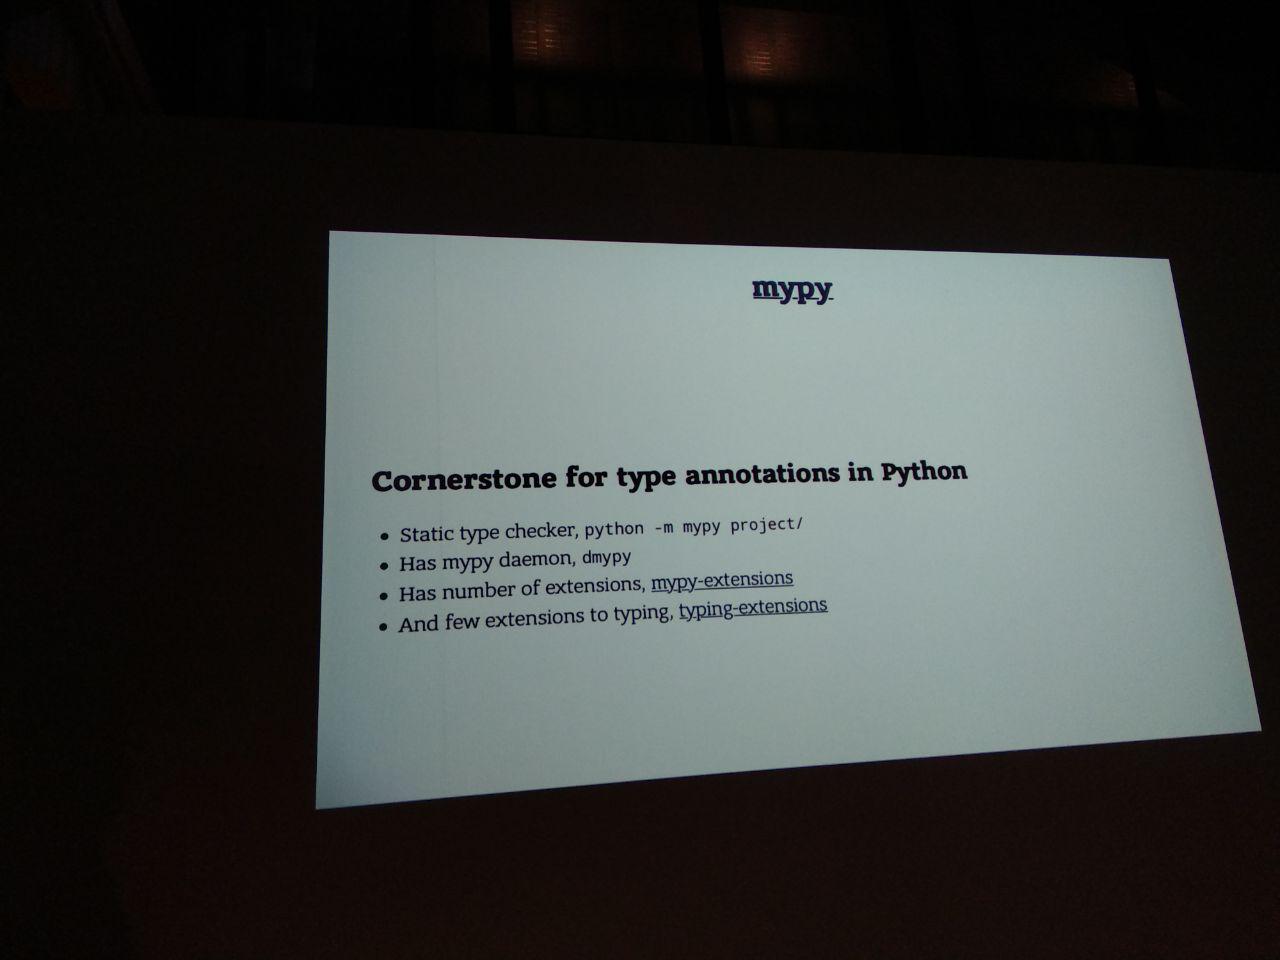 mypy
Cornerstone for type annotations in Python
• Static type checker, python -m mypy project/
• Has mypy daemon, dmypy
• Has number of extensions, mypy-extensions
• And few extensions to typing, typing-extensions